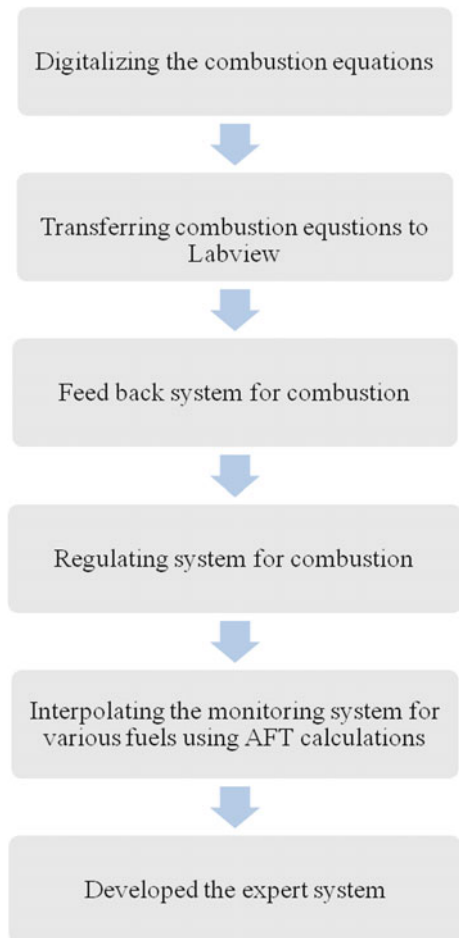 Digitalizing the combustion equations
Transferring combustion equstions to
Labview
Feed back system for combustion
Regulating system for combustion
Interpolating the monitoring system for
various fuels using AFT calculations
Developed the expert system